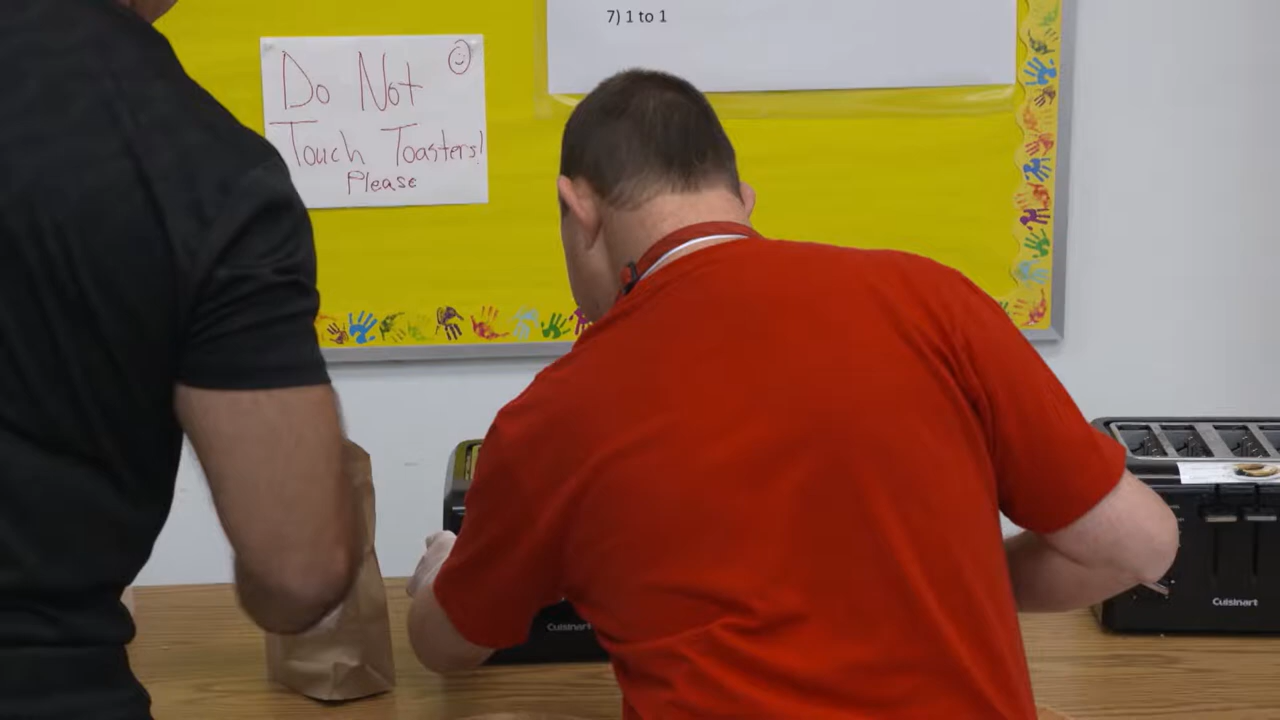 7) 1 to 1
Do Not
Touch Toasters!
Please
Cuisinart
Cuisinart